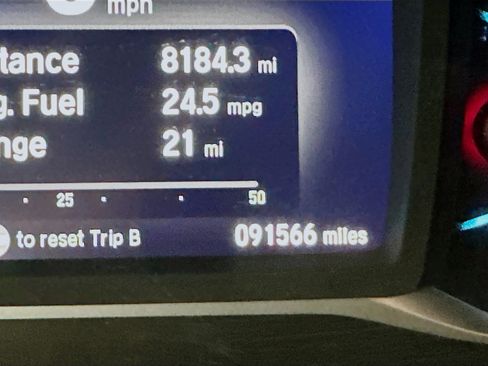 mph
tance 8184.3 mi
g. Fuel 24.5 mpg
nge 21 mi
25 50
to reset Trip B 091566 miles